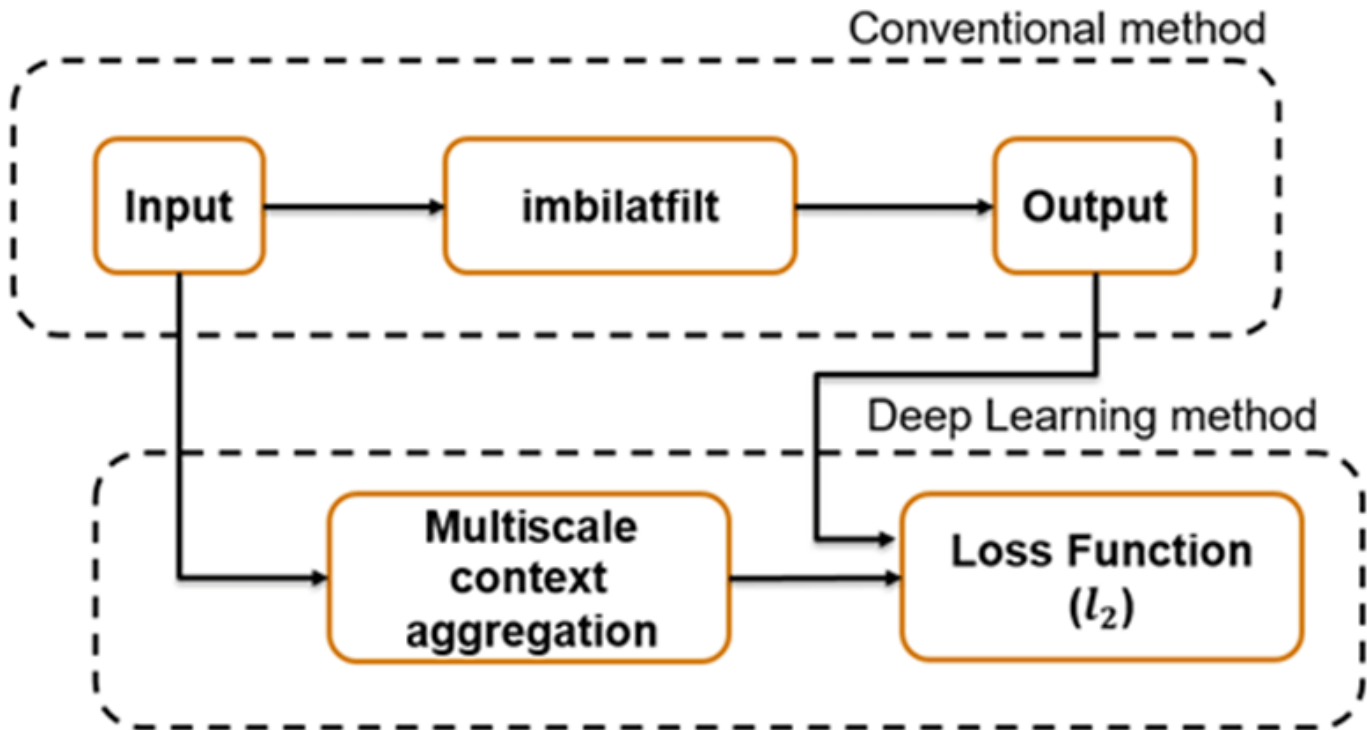 Conventional method
Input
imbilatfilt
Output
Deep Learning method
Multiscale
context
aggregation
Loss Function
(l₂)